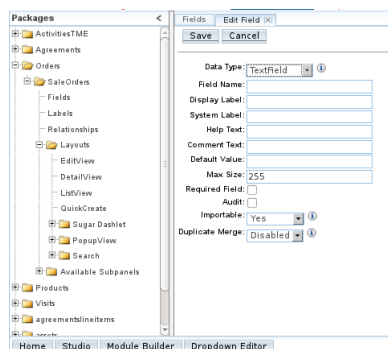 Packages
<
ActivitiesTME
Agreements
Orders
SaleOrders
Fields
Labels
Relationships
Layouts
EditView
DetailView
ListView
QuickCreate
Sugar Dashlet
PopupView
Search
Available Subpanels
Products
Visits
agreementslineitems
assets
Fields
Edit Field
Save
Cancel
Data Type: TextField
Field Name:
Display Label:
System Label:
Help Text:
Comment Text:
Default Value:
Max Size: 255
Required Field:
Audit:
Importable: Yes
Duplicate Merge: Disabled
Home Studio Module Builder Dropdown Editor